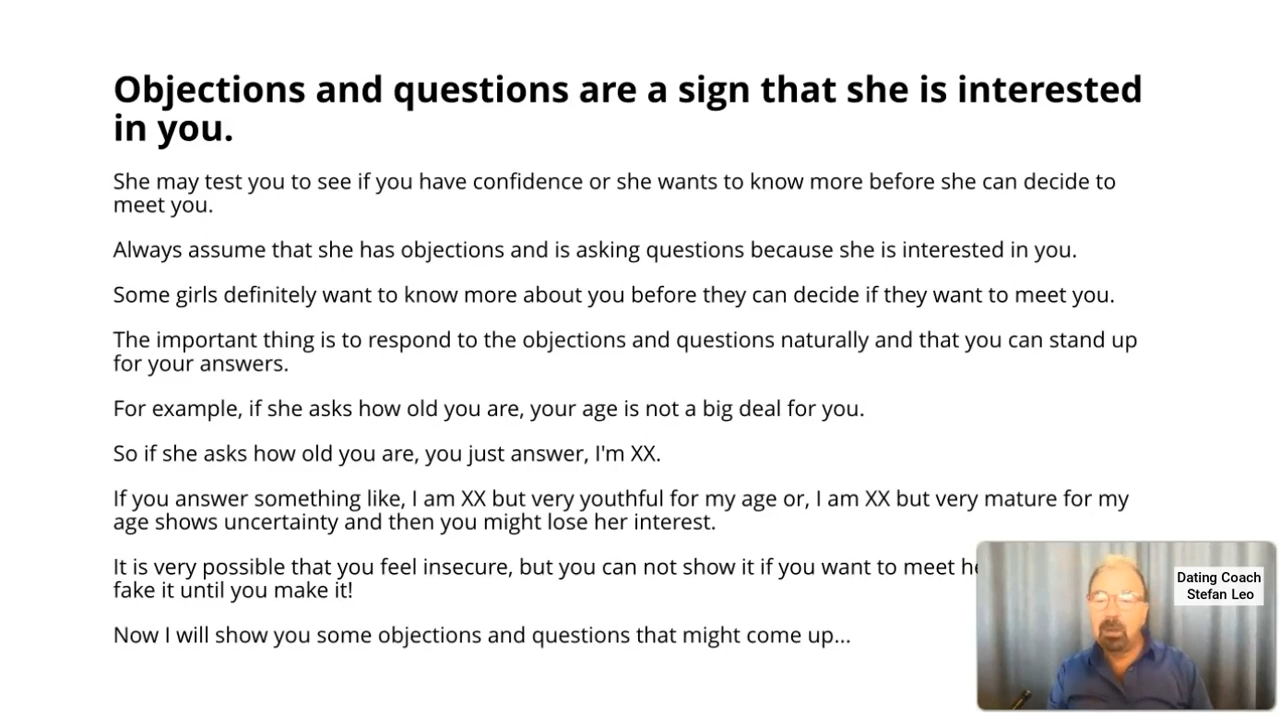 Objections and questions are a sign that she is interested
in you.
She may test you to see if you have confidence or she wants to know more before she can decide to
meet you.
Always assume that she has objections and is asking questions because she is interested in you.
Some girls definitely want to know more about you before they can decide if they want to meet you.
The important thing is to respond to the objections and questions naturally and that you can stand up
for your answers.
For example, if she asks how old you are, your age is not a big deal for you.
So if she asks how old you are, you just answer, I'm XX.
If you answer something like, I am XX but very youthful for my age or, I am XX but very mature for my
age shows uncertainty and then you might lose her interest.
It is very possible that you feel insecure, but you can not show it if you want to meet
fake it until you make it!
Now I will show you some objections and questions that might come up...
Dating Coach
Stefan Leo